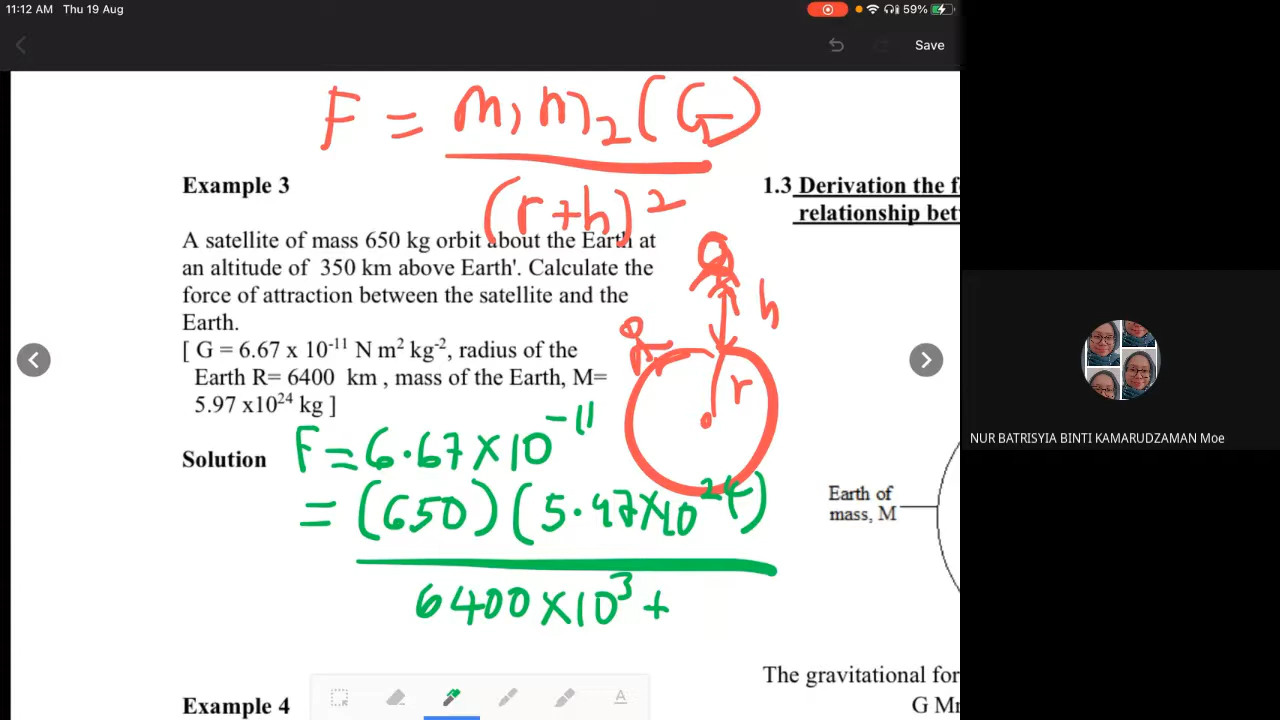 11:12 AM Thu 19 Aug
59%
Save
F = m1 m2 (G)
(r+h)2
Example 3
A satellite of mass 650 kg orbit about the Earth at
an altitude of 350 km above Earth'. Calculate the
force of attraction between the satellite and the
Earth.
[ G = 6.67 x 10-11 N m2 kg-2, radius of the
Earth R= 6400 km , mass of the Earth, M=
5.97 x1024 kg ]
h
r
Solution
F = 6.67×10-11
= (650) (5.97×1024)
6400×103 +
Example 4
A
1.3 Derivation the f
relationship bet
Earth of
mass, M
The gravitational for
G M
NUR BATRISYIA BINTI KAMARUDZAMAN Moe